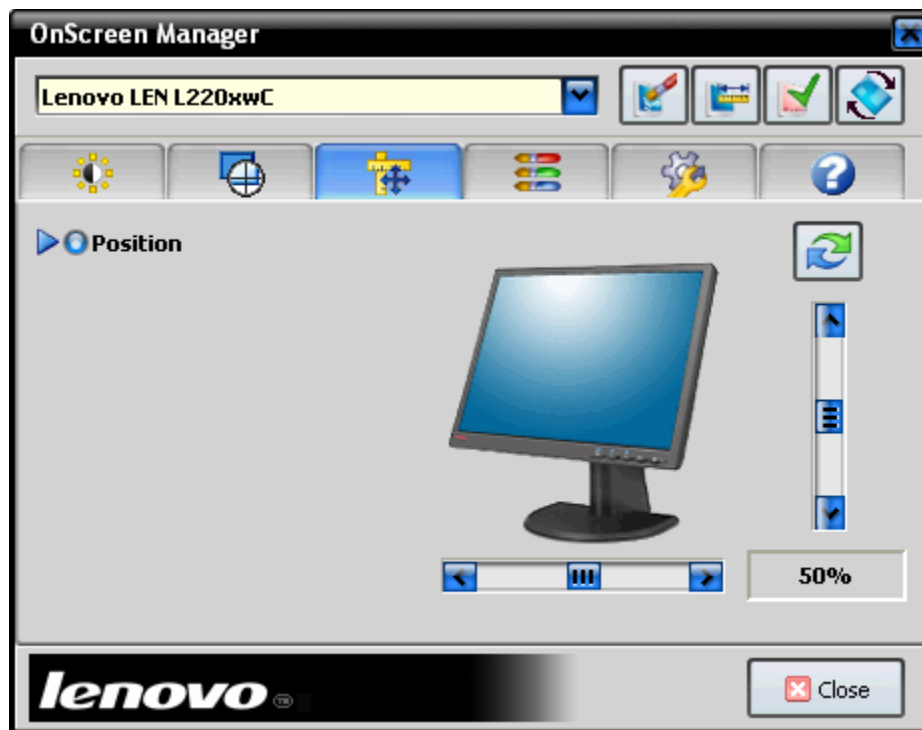 OnScreen Manager
Lenovo LEN L220xwC
Position
50%
lenovo
Close